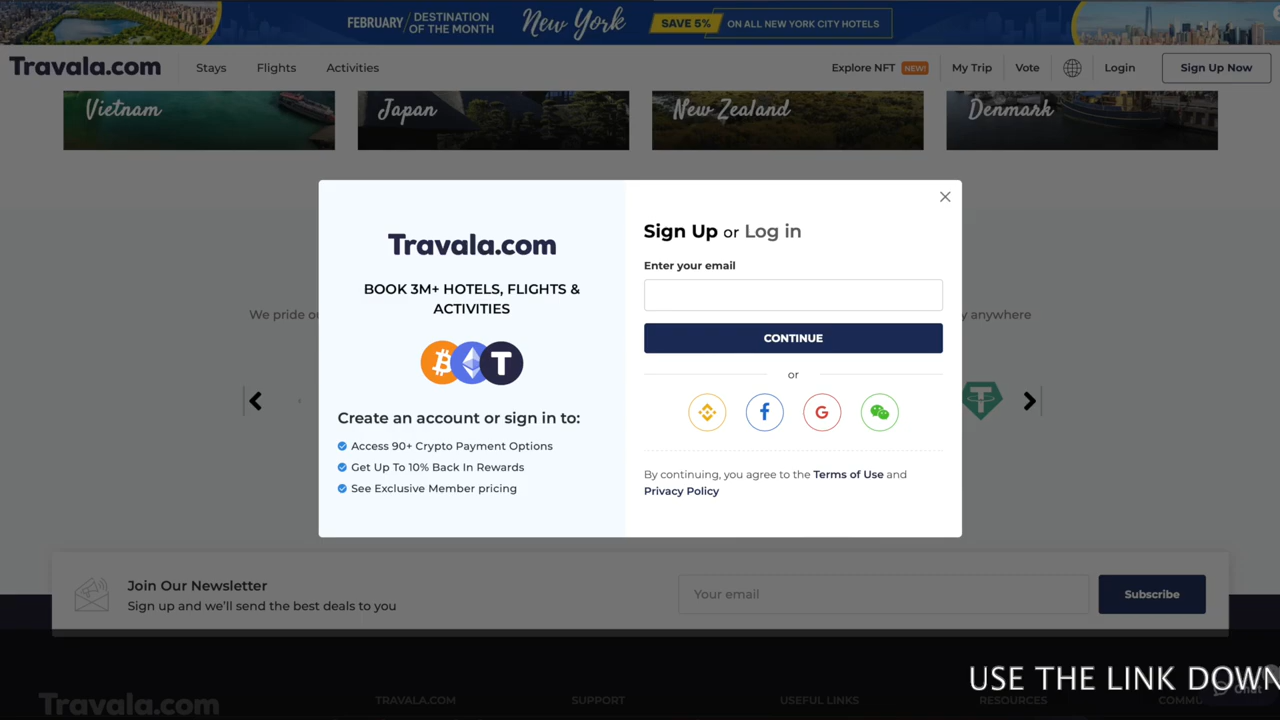 FEBRUARY / DESTINATION OF THE MONTH New York SAVE 5% ON ALL NEW YORK CITY HOTELS
Travala.com Stays Flights Activities Explore NFT NEW! My Trip Vote Login Sign Up Now
Vietnam Japan New Zealand Denmark
Travala.com
BOOK 3M+ HOTELS, FLIGHTS &
ACTIVITIES
T
Create an account or sign in to:
Access 90+ Crypto Payment Options
Get Up To 10% Back In Rewards
See Exclusive Member pricing
Sign Up or Log in
Enter your email
CONTINUE
or
By continuing, you agree to the Terms of Use and
Privacy Policy
We pride
y anywhere
Join Our Newsletter
Sign up and we'll send the best deals to you
Your email
Subscribe
USE THE LINK DOWN
Travala.com TRAVALA.COM SUPPORT USEFUL LINKS RESOURCES COMMU